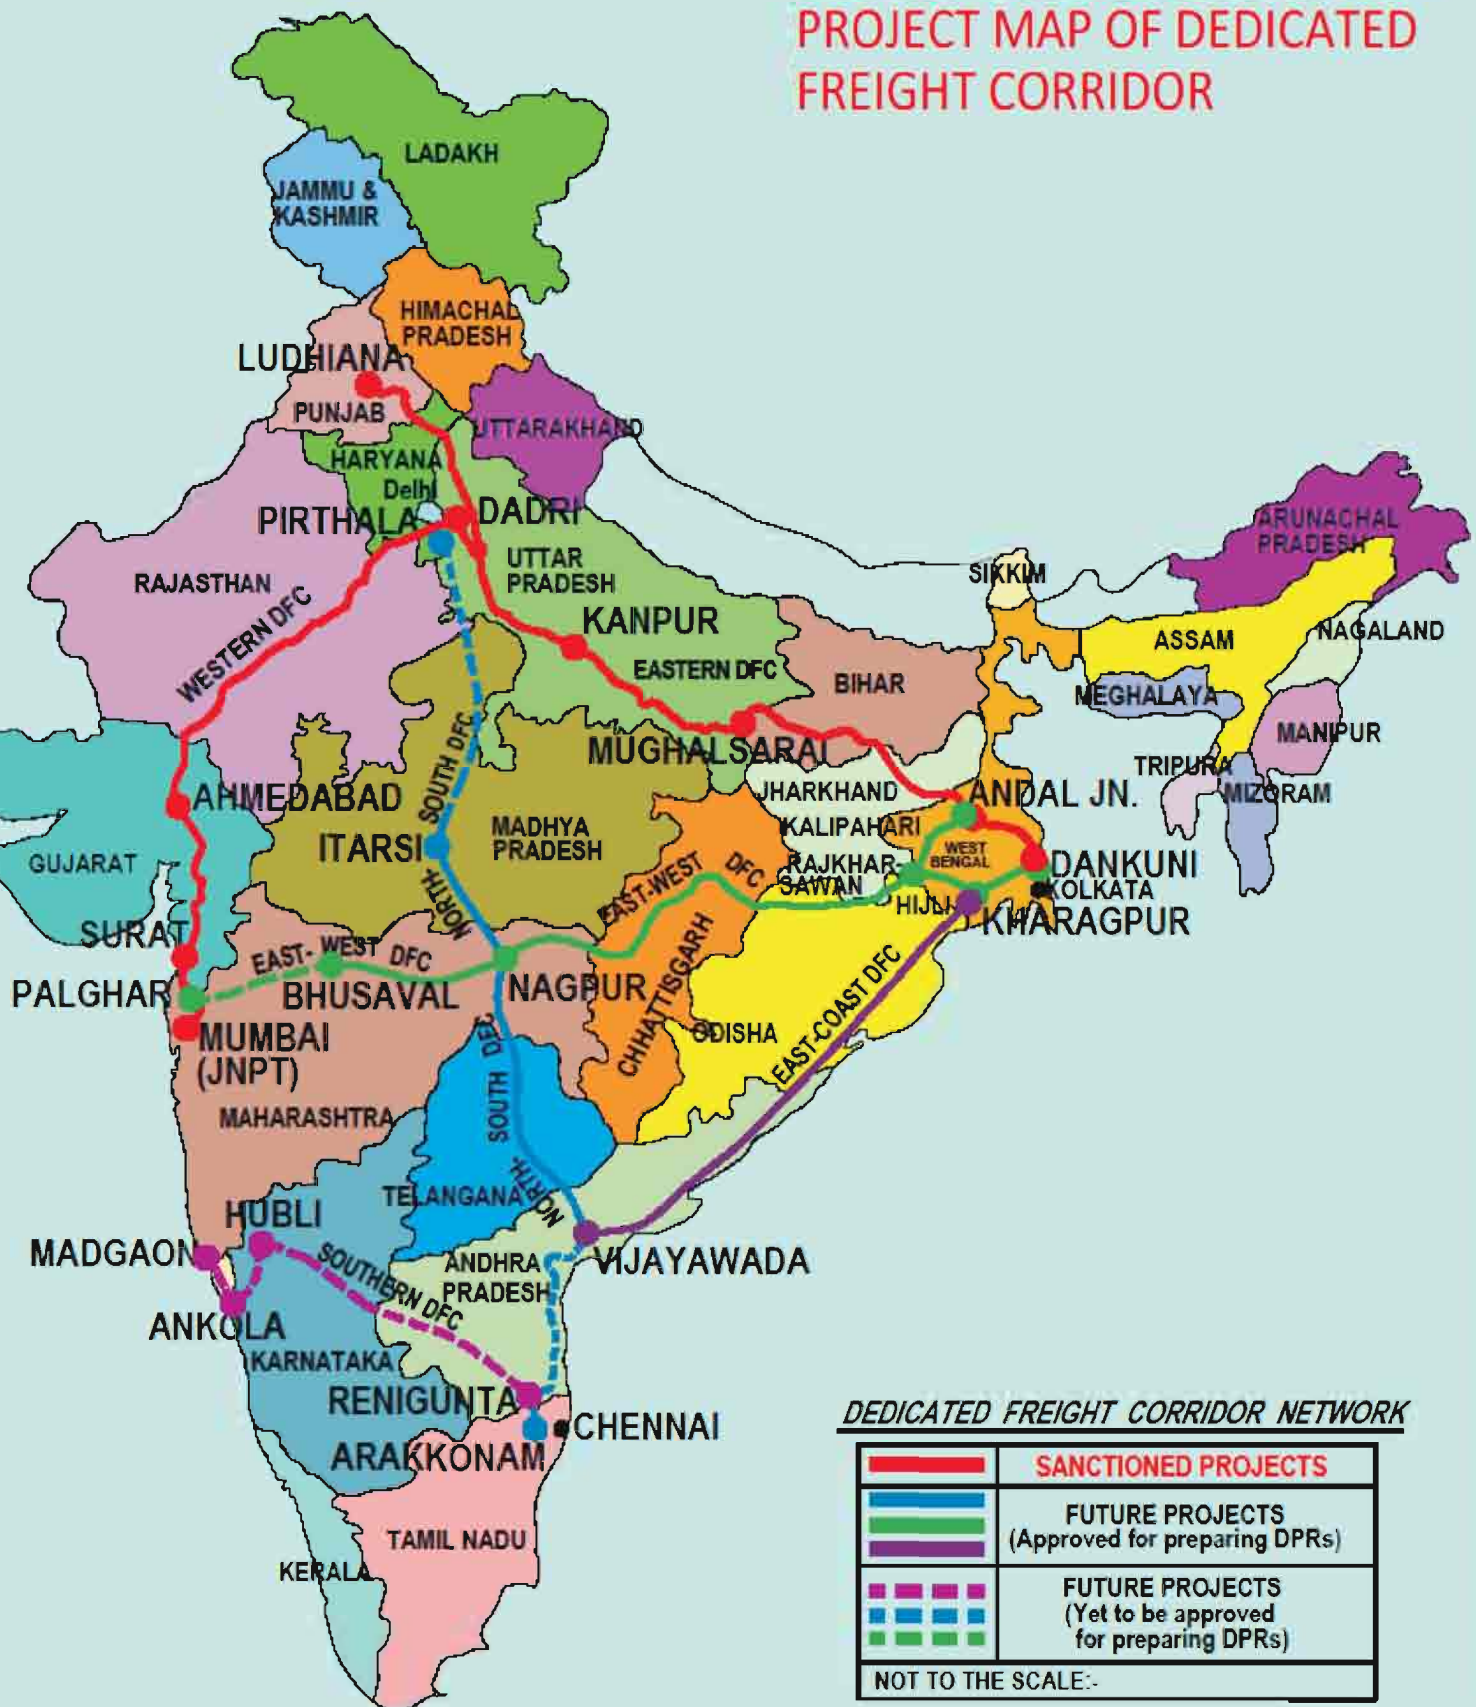 PROJECT MAP OF DEDICATED
FREIGHT CORRIDOR
LADAKH
JAMMU &
KASHMIR
HIMACHAL
PRADESH
LUDHIANA
PUNJAB
UTTARAKHAND
HARYANA
Delhi
PIRTHALA
DADRI
ARUNACHAL
PRADESH
UTTAR
PRADESH
RAJASTHAN
SIKKIM
WESTERN DFC
KANPUR
ASSAM
NAGALAND
EASTERN DFC
BIHAR
MEGHALAYA
MANIPUR
MUGHALSARAI
TRIPURA
MIZORAM
NORTH-
SOUTH DFC
AHMEDABAD
JHARKHAND
ANDAL JN.
ITARSI
MADHYA
PRADESH
KALIPAHARI
WEST
BENGAL
GUJARAT
RAJKHAR-
SAWAN
DANKUNI
KOLKATA
EAST-WEST DFC
HIJLI
KHARAGPUR
SURAT
EAST- WEST DFC
PALGHAR
BHUSAVAL
NAGPUR
CHHATTISGARH
ODISHA
EAST-COAST DFC
MUMBAI
(JNPT)
NORTH-
SOUTH DFC
MAHARASHTRA
TELANGANA
HUBLI
MADGAON
SOUTHERN DFC
ANDHRA
PRADESH
VIJAYAWADA
ANKOLA
KARNATAKA
RENIGUNTA
CHENNAI
ARAKKONAM
TAMIL NADU
KERALA
DEDICATED FREIGHT CORRIDOR NETWORK
SANCTIONED PROJECTS
FUTURE PROJECTS
(Approved for preparing DPRs)
FUTURE PROJECTS
(Yet to be approved
for preparing DPRs)
NOT TO THE SCALE:-